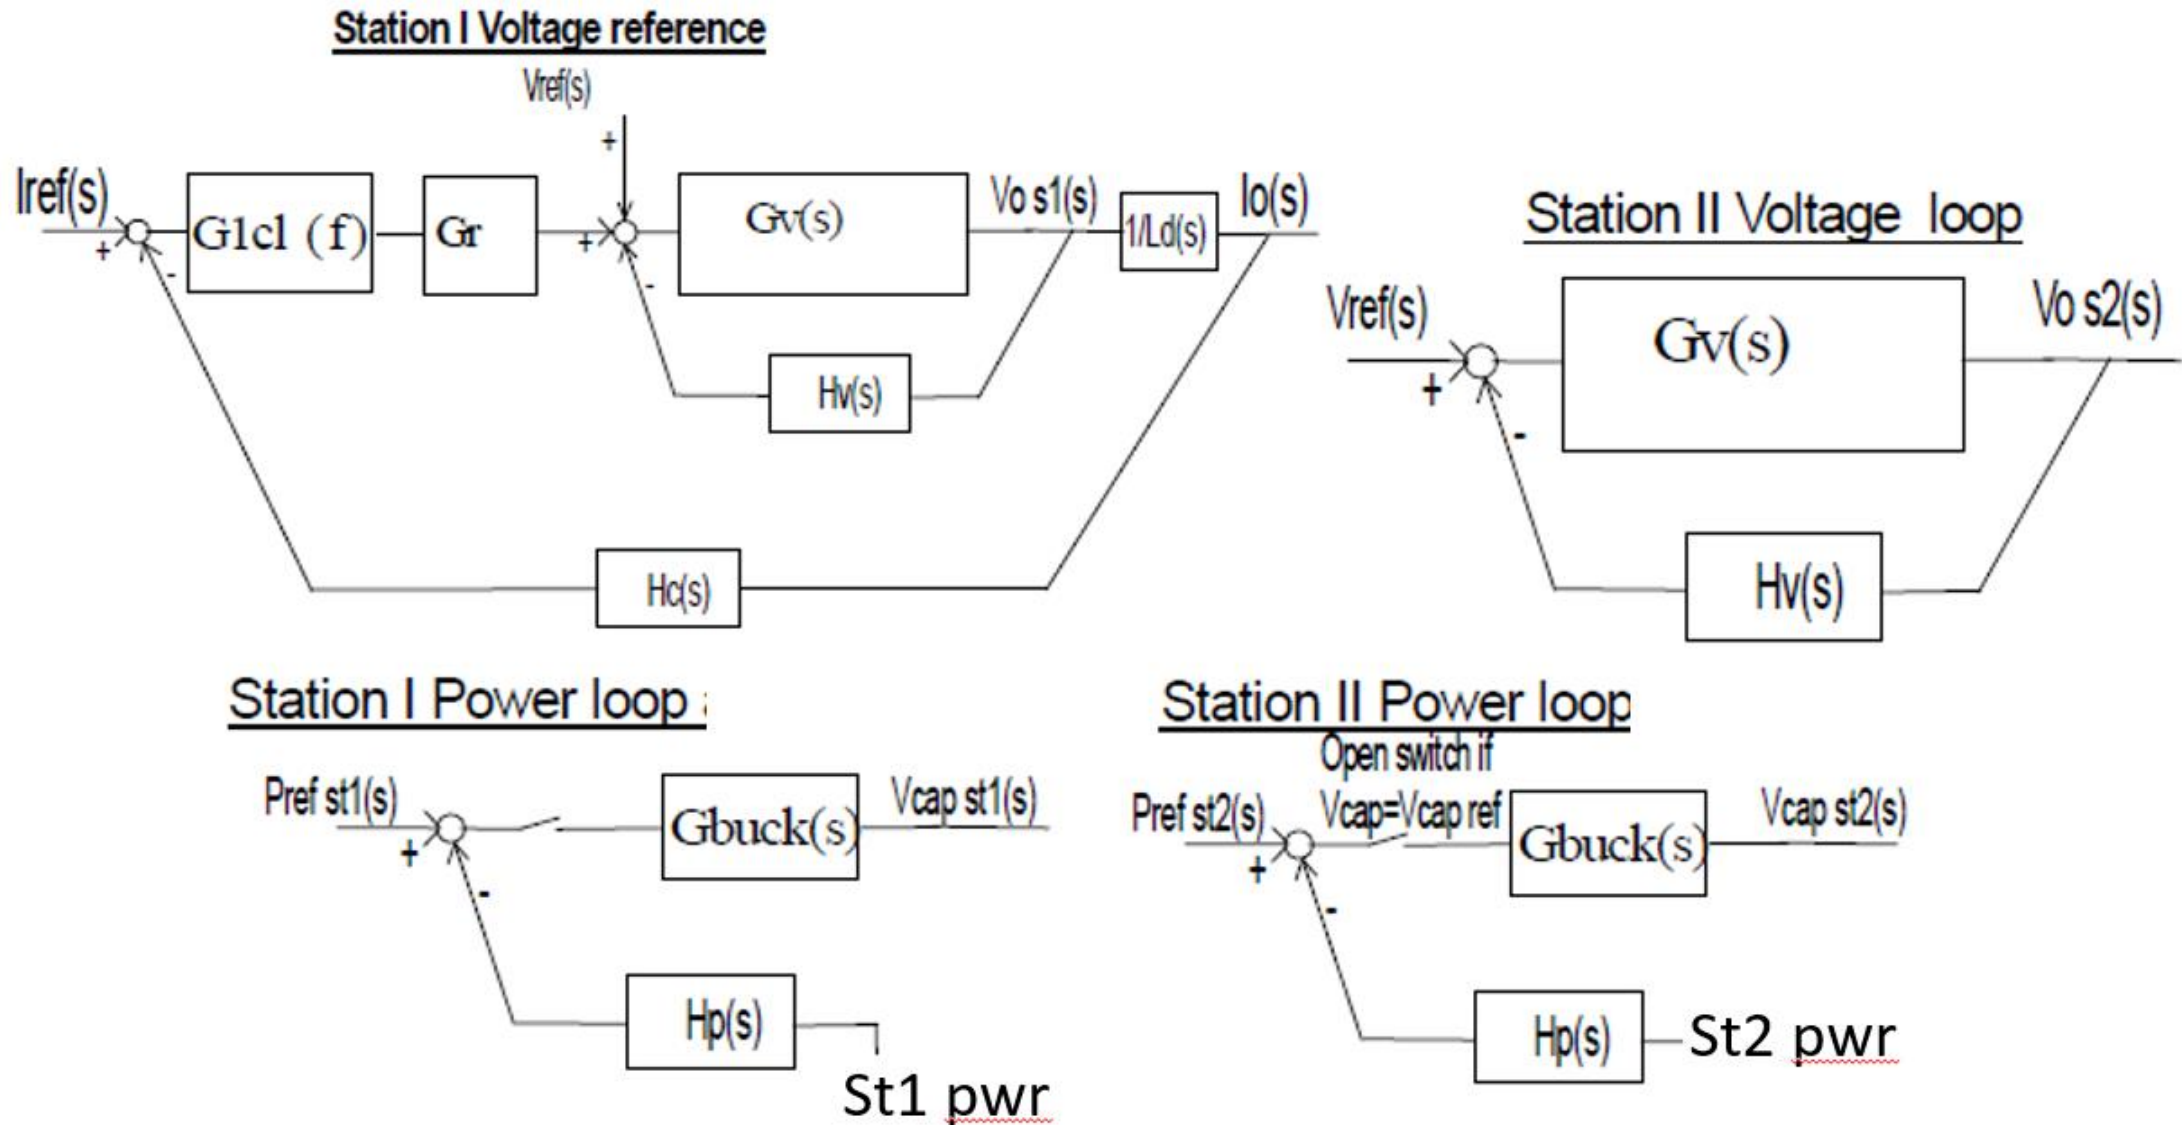 Station I Voltage reference
Vref(s)
+
Iref(s)
+
-
G1cl (f)
Gr
+
-
Gv(s)
Vo s1(s)
1/Ld(s)
Io(s)
Hv(s)
Hc(s)
Station II Voltage loop
Vref(s)
+
-
Gv(s)
Vo s2(s)
Hv(s)
Station I Power loop
Pref st1(s)
+
-
Gbuck(s)
Vcap st1(s)
Hp(s)
St1 pwr
Station II Power loop
Open switch if
Vcap=Vcap ref
Pref st2(s)
+
-
Gbuck(s)
Vcap st2(s)
Hp(s)
St2 pwr